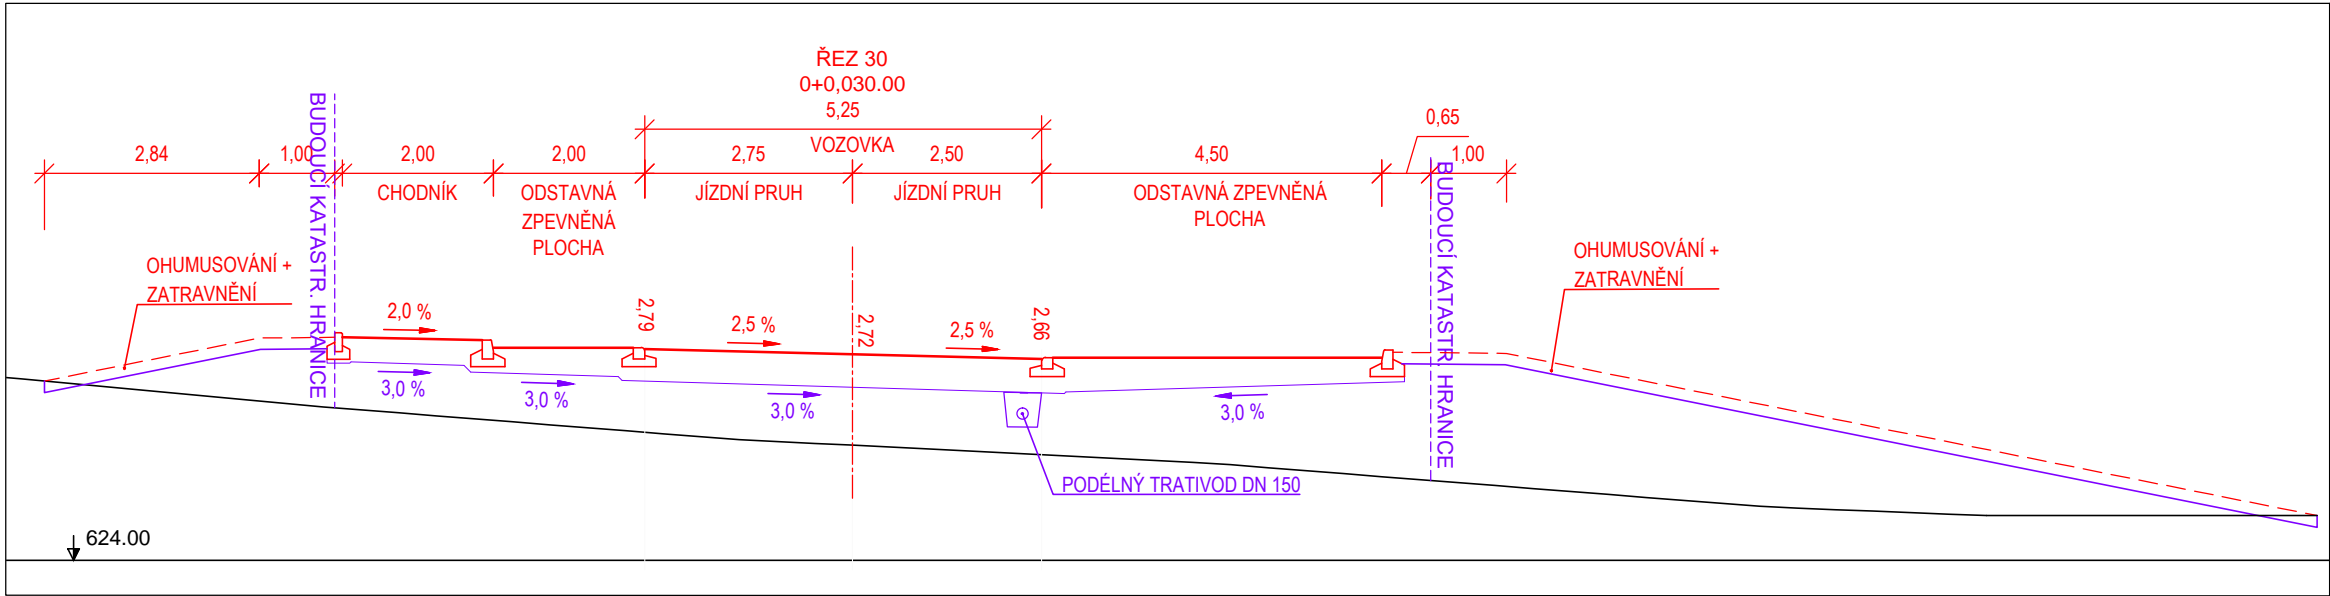 ŘEZ 30
0+0,030.00
5,25
VOZOVKA
0,65
2,84
1,00
2,00
2,00
2,75
2,50
4,50
1,00
CHODNÍK
ODSTAVNÁ
ZPEVNĚNÁ
PLOCHA
JÍZDNÍ PRUH
JÍZDNÍ PRUH
ODSTAVNÁ ZPEVNĚNÁ
PLOCHA
BUDOUCÍ KATASTR. HRANICE
BUDOUCÍ KATASTR. HRANICE
OHUMUSOVÁNÍ +
ZATRAVNĚNÍ
OHUMUSOVÁNÍ +
ZATRAVNĚNÍ
2,0 %
2,79
2,5 %
2,72
2,5 %
2,66
3,0 %
3,0 %
3,0 %
3,0 %
PODÉLNÝ TRATIVOD DN 150
624.00